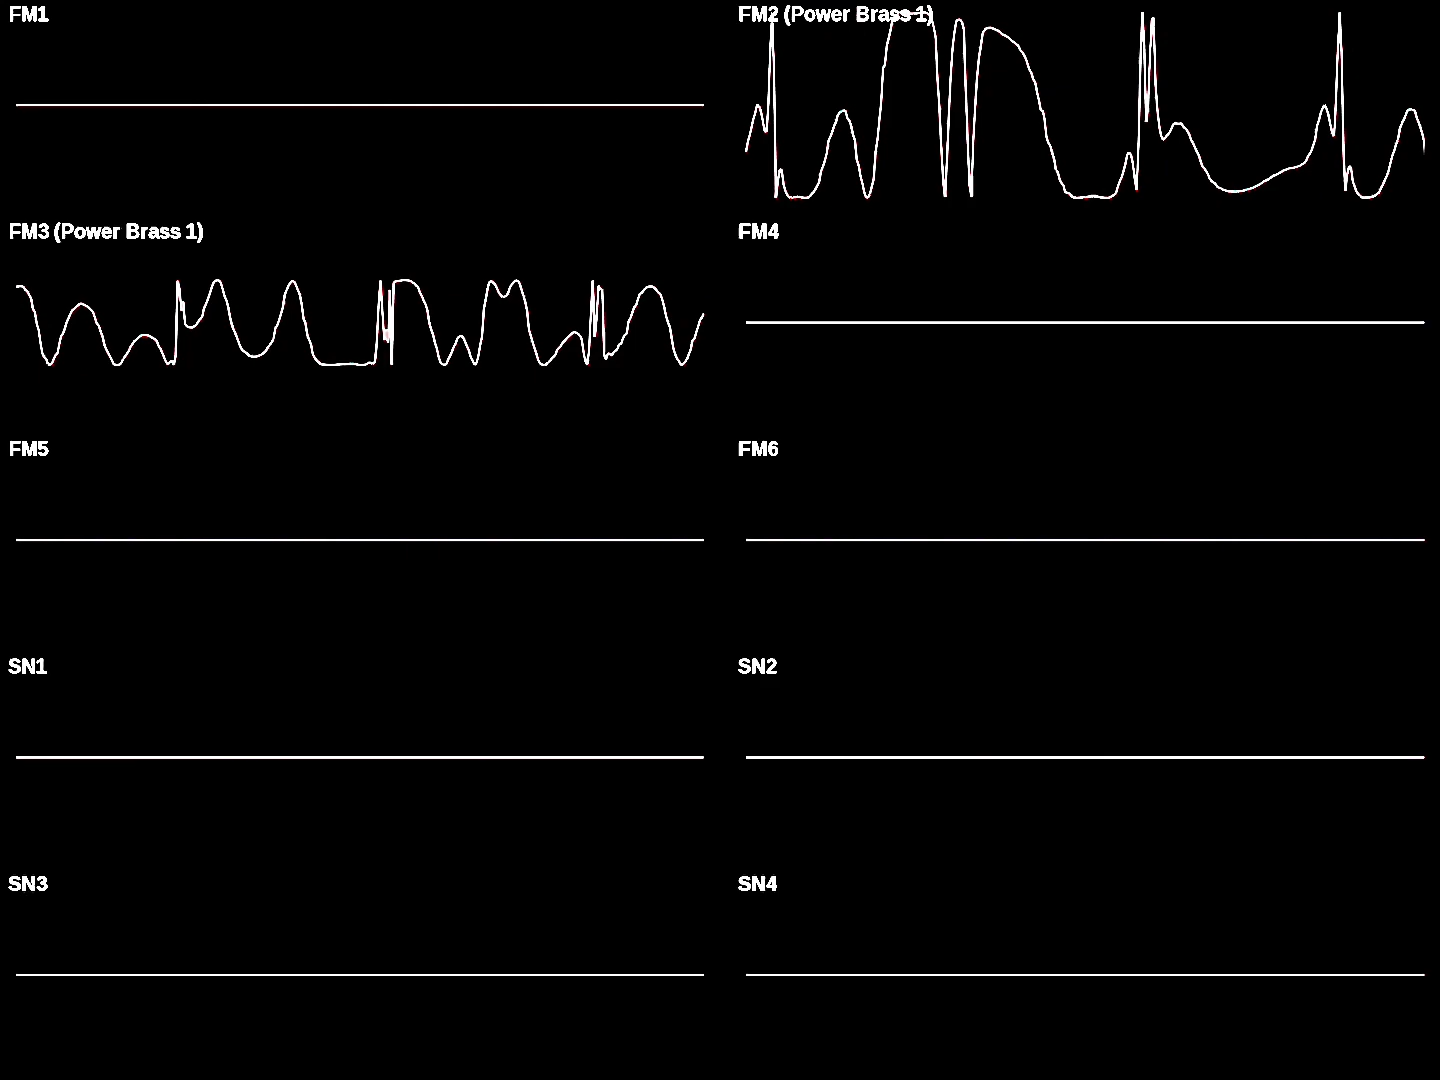 FM1
FM2 (Power Brass 1)
FM3 (Power Brass 1)
FM4
FM5
FM6
SN1
SN2
SN3
SN4